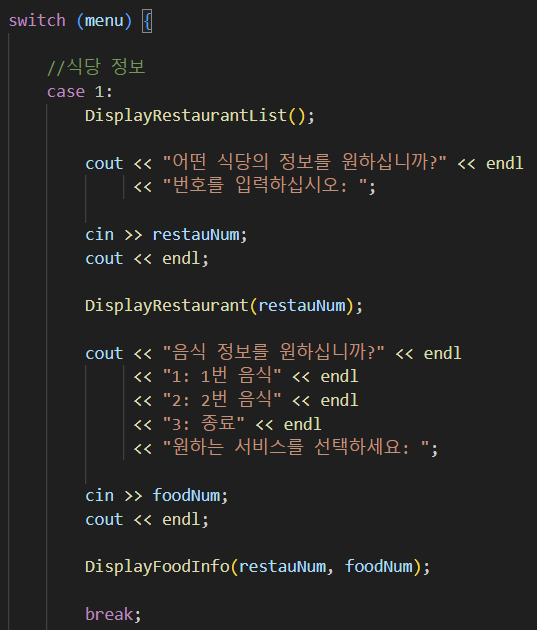 switch (menu) {
//식당 정보
case 1:
DisplayRestaurantList();
cout << "어떤 식당의 정보를 원하십니까?" << endl
<< "번호를 입력하십시오: ";
cin >> restauNum;
cout << endl;
DisplayRestaurant(restauNum);
cout << "음식 정보를 원하십니까?" << endl
<< "1: 1번 음식" << endl
<< "2: 2번 음식" << endl
<< "3: 종료" << endl
<< "원하는 서비스를 선택하세요: ";
cin >> foodNum;
cout << endl;
DisplayFoodInfo(restauNum, foodNum);
break;